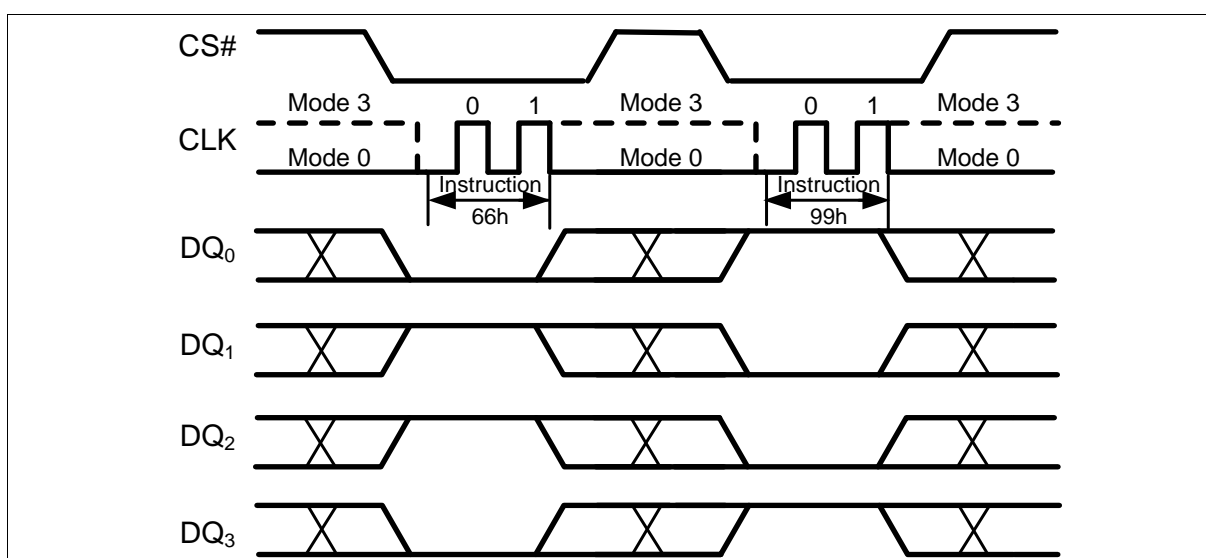 CS#
Mode 3 0 1 Mode 3 0 1 Mode 3
CLK
Mode 0 Mode 0 Mode 0
Instruction Instruction
66h 99h
DQ0
DQ1
DQ2
DQ3